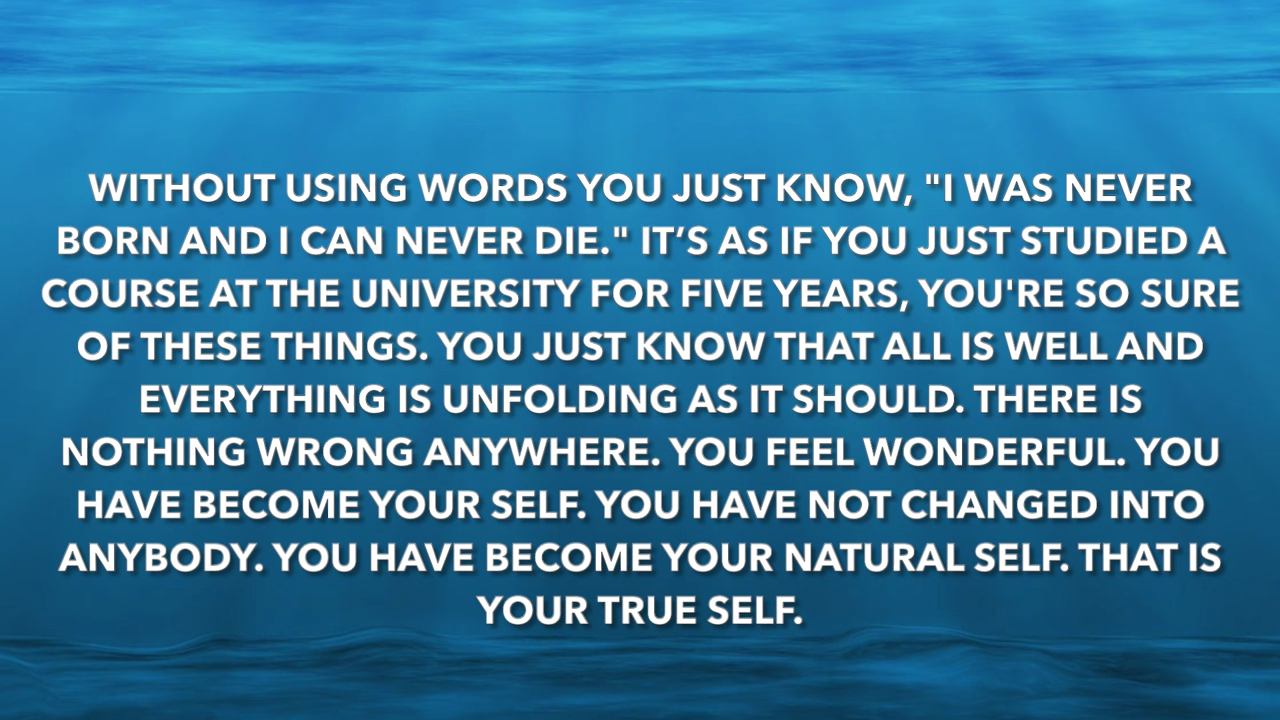 WITHOUT USING WORDS YOU JUST KNOW, "I WAS NEVER
BORN AND I CAN NEVER DIE." IT’S AS IF YOU JUST STUDIED A
COURSE AT THE UNIVERSITY FOR FIVE YEARS, YOU'RE SO SURE
OF THESE THINGS. YOU JUST KNOW THAT ALL IS WELL AND
EVERYTHING IS UNFOLDING AS IT SHOULD. THERE IS
NOTHING WRONG ANYWHERE. YOU FEEL WONDERFUL. YOU
HAVE BECOME YOUR SELF. YOU HAVE NOT CHANGED INTO
ANYBODY. YOU HAVE BECOME YOUR NATURAL SELF. THAT IS
YOUR TRUE SELF.